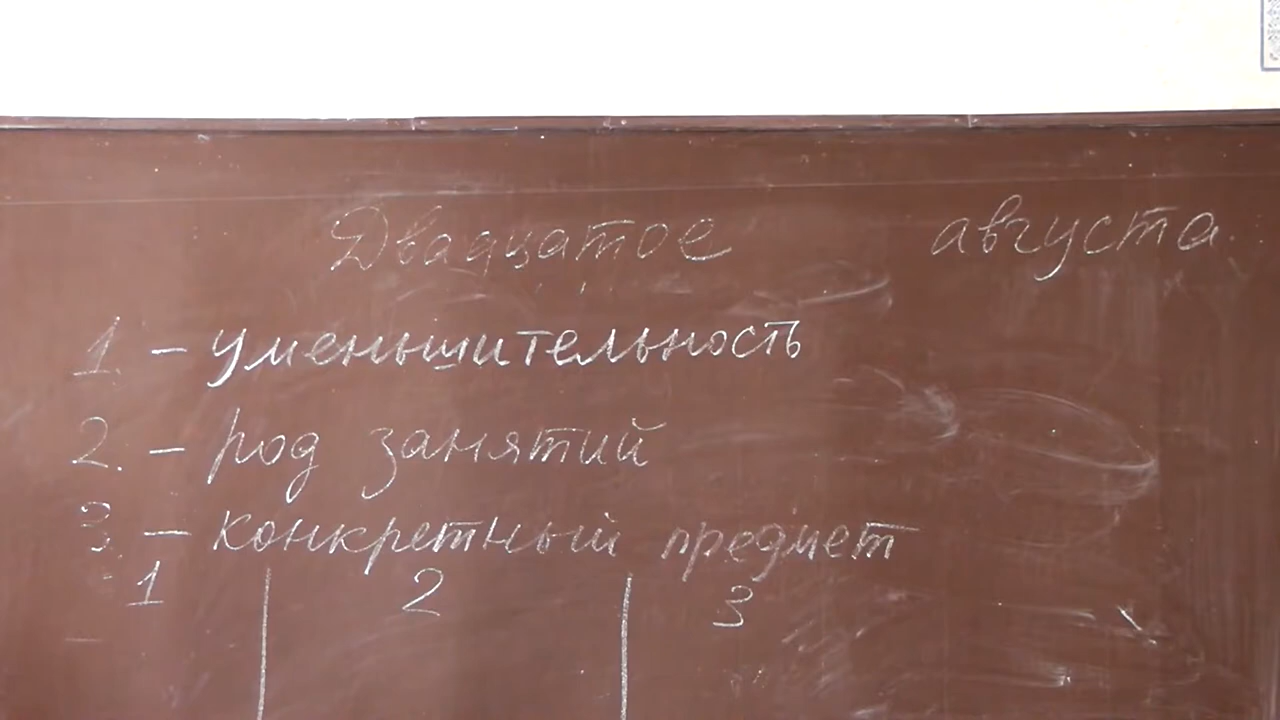 Двадцатое августа.
1. – уменьшительность
2. – род занятий
3. – конкретный предмет
1 2 3